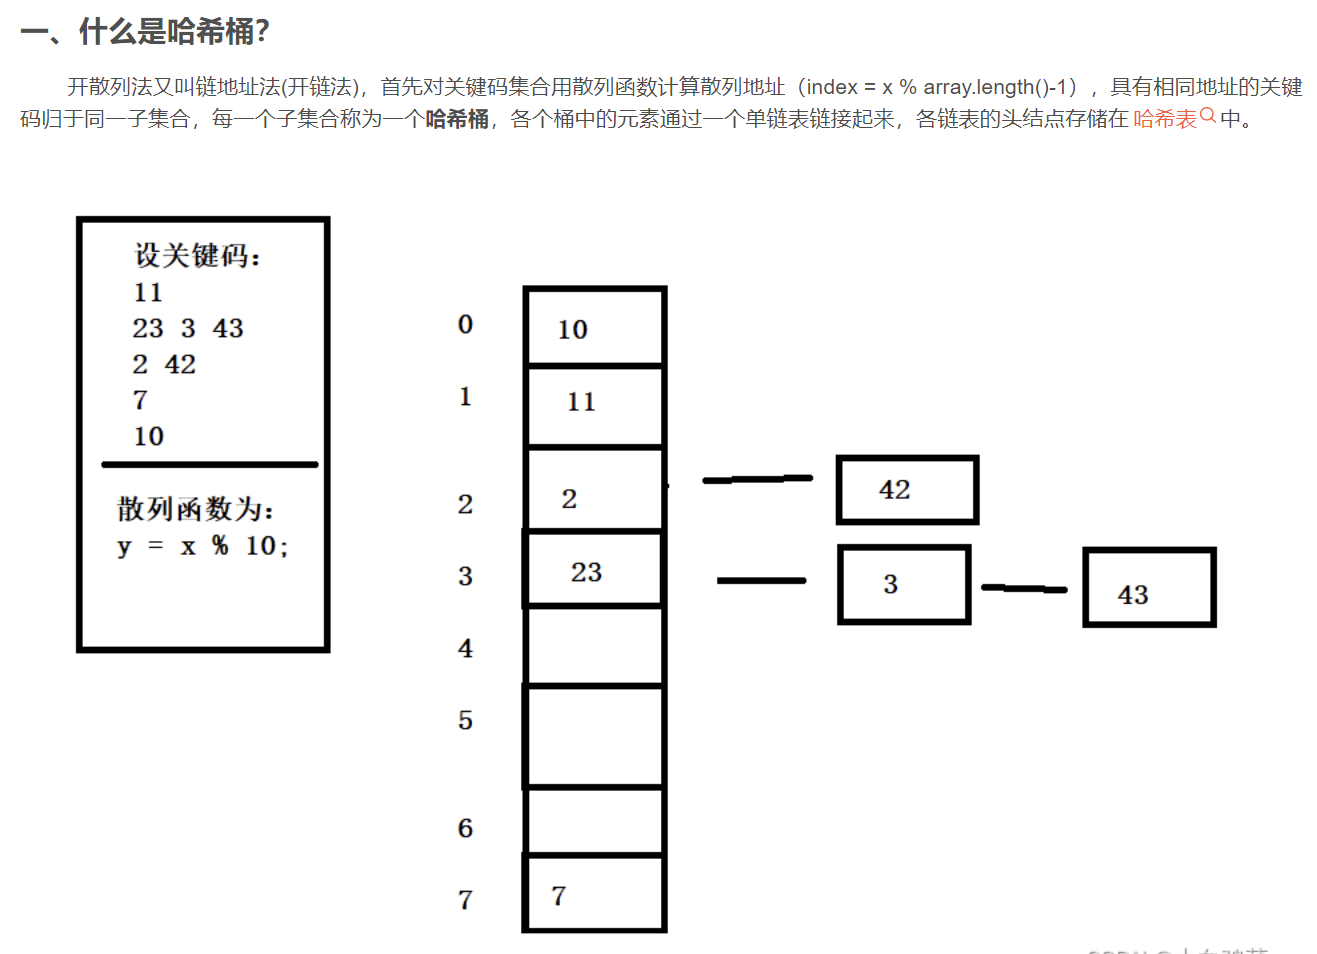 一、什么是哈希桶？
开散列法又叫链地址法(开链法)，首先对关键码集合用散列函数计算散列地址（index = x % array.length()-1），具有相同地址的关键
码归于同一子集合，每一个子集合称为一个哈希桶，各个桶中的元素通过一个单链表链接起来，各链表的头结点存储在 哈希表 中。
设关键码：
11
23 3 43
2 42
7
10
散列函数为：
y = x % 10;
0 10
1 11
2 2 42
3 23 3 43
4
5
6
7 7